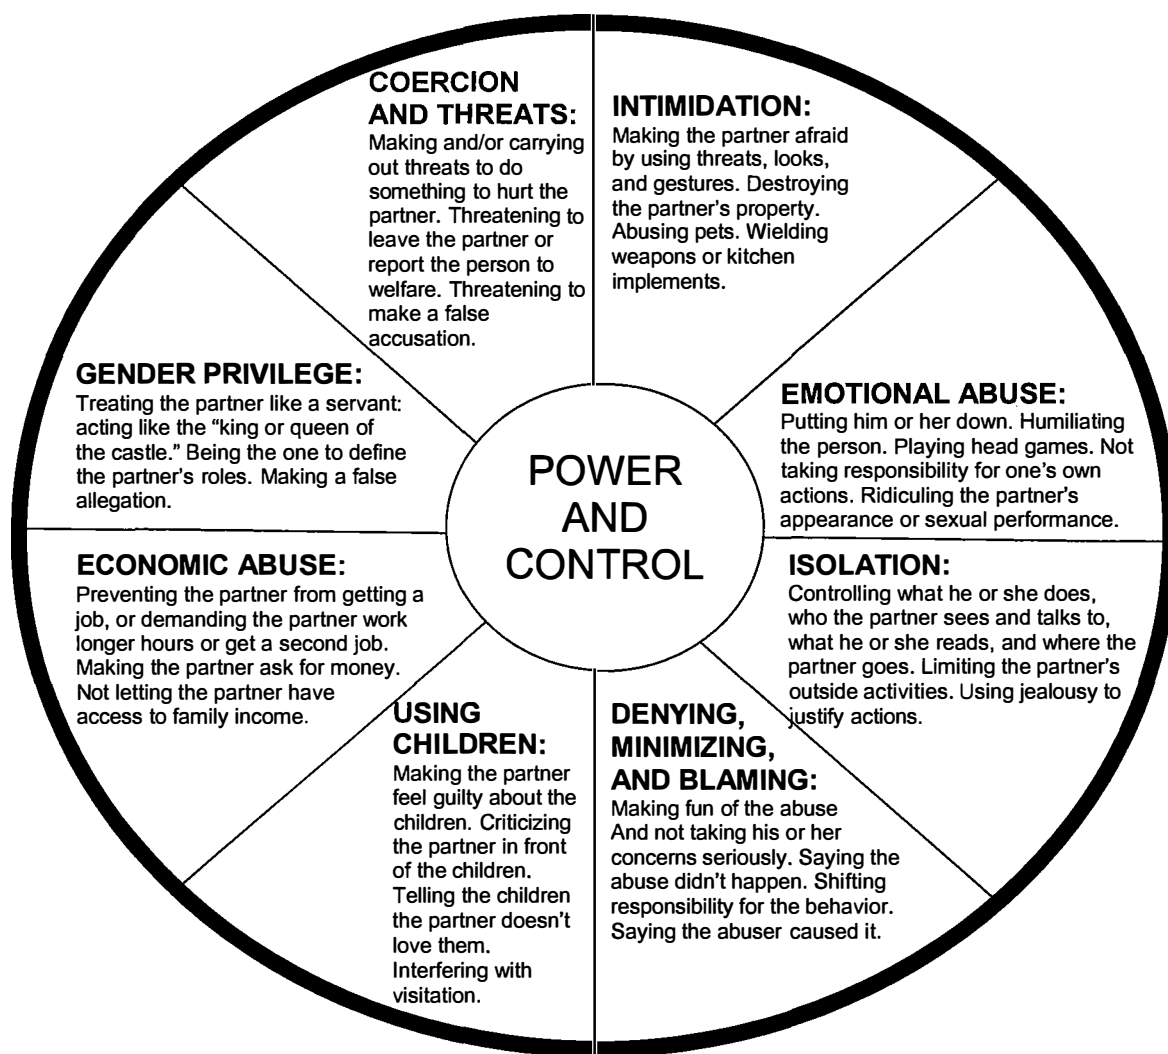 COERCION
AND THREATS:
Making and/or carrying
out threats to do
something to hurt the
partner. Threatening to
leave the partner or
report the person to
welfare. Threatening to
make a false
accusation.
INTIMIDATION:
Making the partner afraid
by using threats, looks,
and gestures. Destroying
the partner's property.
Abusing pets. Wielding
weapons or kitchen
implements.
GENDER PRIVILEGE:
Treating the partner like a servant:
acting like the “king or queen of
the castle.” Being the one to define
the partner's roles. Making a false
allegation.
POWER
AND
CONTROL
EMOTIONAL ABUSE:
Putting him or her down. Humiliating
the person. Playing head games. Not
taking responsibility for one's own
actions. Ridiculing the partner's
appearance or sexual performance.
ECONOMIC ABUSE:
Preventing the partner from getting a
job, or demanding the partner work
longer hours or get a second job.
Making the partner ask for money.
Not letting the partner have
access to family income.
ISOLATION:
Controlling what he or she does,
who the partner sees and talks to,
what he or she reads, and where the
partner goes. Limiting the partner's
outside activities. Using jealousy to
justify actions.
USING
CHILDREN:
Making the partner
feel guilty about the
children. Criticizing
the partner in front
of the children.
Telling the children
the partner doesn't
love them.
Interfering with
visitation.
DENYING,
MINIMIZING,
AND BLAMING:
Making fun of the abuse
And not taking his or her
concerns seriously. Saying the
abuse didn't happen. Shifting
responsibility for the behavior.
Saying the abuser caused it.